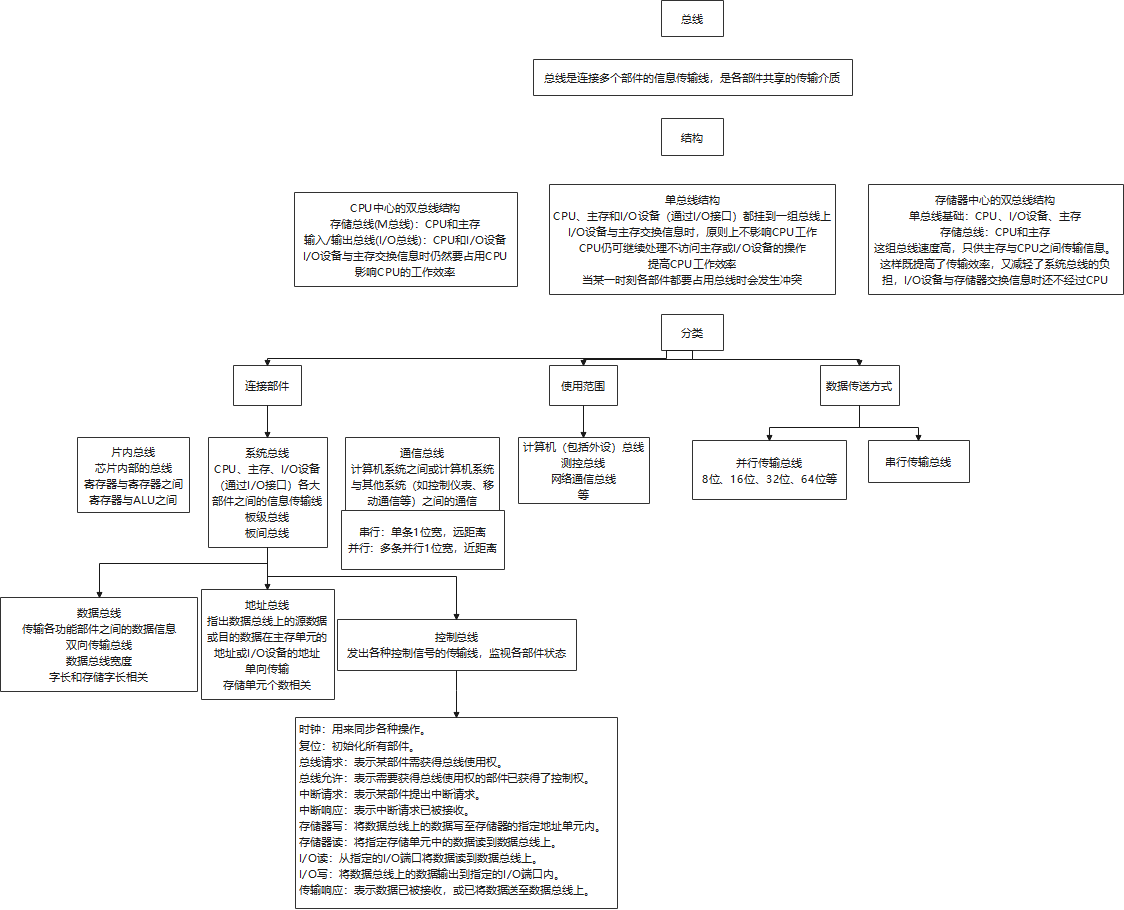 总线
总线是连接多个部件的信息传输线，是各部件共享的传输介质
结构
CPU中心的双总线结构
存储总线(M总线)：CPU和主存
输入/输出总线(I/O总线)：CPU和I/O设备
I/O设备与主存交换信息时仍然要占用CPU
影响CPU的工作效率
单总线结构
CPU、主存和I/O设备（通过I/O接口）都挂到一组总线上
I/O设备与主存交换信息时，原则上不影响CPU工作
CPU仍可继续处理不访问主存或I/O设备的操作
提高CPU工作效率
当某一时刻各部件都要占用总线时会发生冲突
存储器中心的双总线结构
单总线基础：CPU、I/O设备、主存
存储总线：CPU和主存
这组总线速度高，只供主存与CPU之间传输信息。
这样既提高了传输效率，又减轻了系统总线的负
担，I/O设备与存储器交换信息时还不经过CPU
分类
连接部件
使用范围
数据传送方式
片内总线
芯片内部的总线
寄存器与寄存器之间
寄存器与ALU之间
系统总线
CPU、主存、I/O设备
（通过I/O接口）各大
部件之间的信息传输线
板级总线
板间总线
通信总线
计算机系统之间或计算机系统
与其他系统（如控制仪表、移
动通信等）之间的通信
串行：单条1位宽，远距离
并行：多条并行1位宽，近距离
计算机（包括外设）总线
测控总线
网络通信总线
等
并行传输总线
8位、16位、32位、64位等
串行传输总线
数据总线
传输各功能部件之间的数据信息
双向传输总线
数据总线宽度
字长和存储字长相关
地址总线
指出数据总线上的源数据
或目的数据在主存单元的
地址或I/O设备的地址
单向传输
存储单元个数相关
控制总线
发出各种控制信号的传输线，监视各部件状态
时钟：用来同步各种操作。
复位：初始化所有部件。
总线请求：表示某部件需获得总线使用权。
总线允许：表示需要获得总线使用权的部件已获得了控制权。
中断请求：表示某部件提出中断请求。
中断响应：表示中断请求已被接收。
存储器写：将数据总线上的数据写至存储器的指定地址单元内。
存储器读：将指定存储单元中的数据读到数据总线上。
I/O读：从指定的I/O端口将数据读到数据总线上。
I/O写：将数据总线上的数据输出到指定的I/O端口内。
传输响应：表示数据已被接收，或已将数据送至数据总线上。